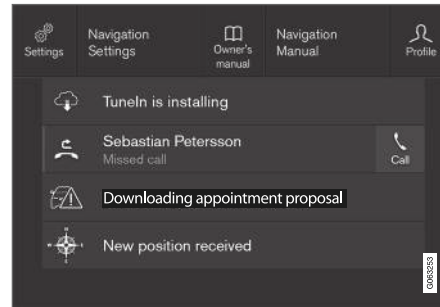 Settings
Navigation
Settings
Owner's
manual
Navigation
Manual
Profile
TuneIn is installing
Sebastian Petersson
Missed call
Call
Downloading appointment proposal
N
New position received
G063253